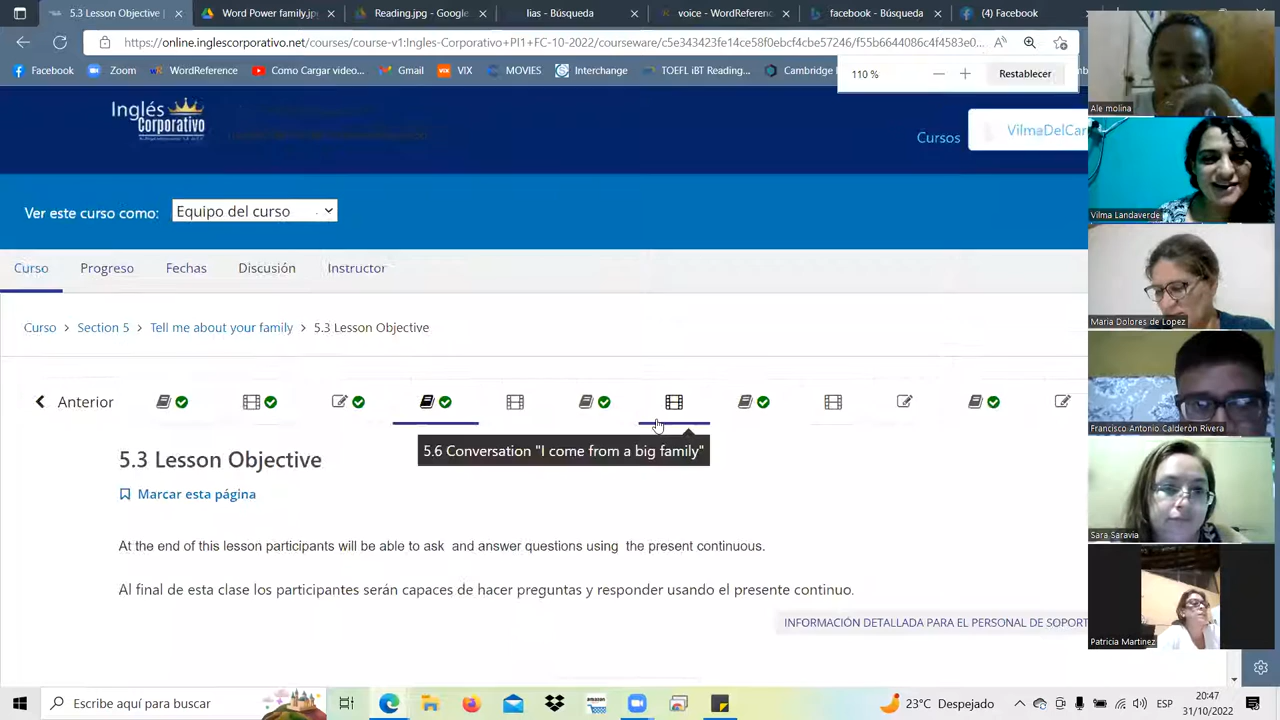 5.3 Lesson Objective
Word Power family.jpg
Reading.jpg - Google
lias - Búsqueda
voice - WordReferenc
facebook - Búsqueda
(4) Facebook
https://online.inglescorporativo.net/courses/course-v1:Ingles-Corporativo+PI1+FC-10-2022/courseware/c5e343423fe14ce58f0ebcf4cbe57246/f55b6644086c4f4583e0...
Facebook
Zoom
WordReference
Como Cargar video...
Gmail
VIX
MOVIES
Interchange
TOEFL iBT Reading...
Cambridge
110 %
Restablecer
Inglés
Corporativo
Cursos
VilmaDelCar
Ver este curso como:
Equipo del curso
Curso
Progreso
Fechas
Discusión
Instructor
Curso > Section 5 > Tell me about your family > 5.3 Lesson Objective
Anterior
5.6 Conversation "I come from a big family"
5.3 Lesson Objective
Marcar esta página
At the end of this lesson participants will be able to ask and answer questions using the present continuous.
Al final de esta clase los participantes serán capaces de hacer preguntas y responder usando el presente continuo.
INFORMACIÓN DETALLADA PARA EL PERSONAL DE SOPORT
Ale molina
Vilma Landaverde
Maria Dolores de Lopez
Francisco Antonio Calderòn Rivera
Sara Saravia
Patricia Martinez
Escribe aquí para buscar
amazon
23°C Despejado
ESP
20:47
31/10/2022